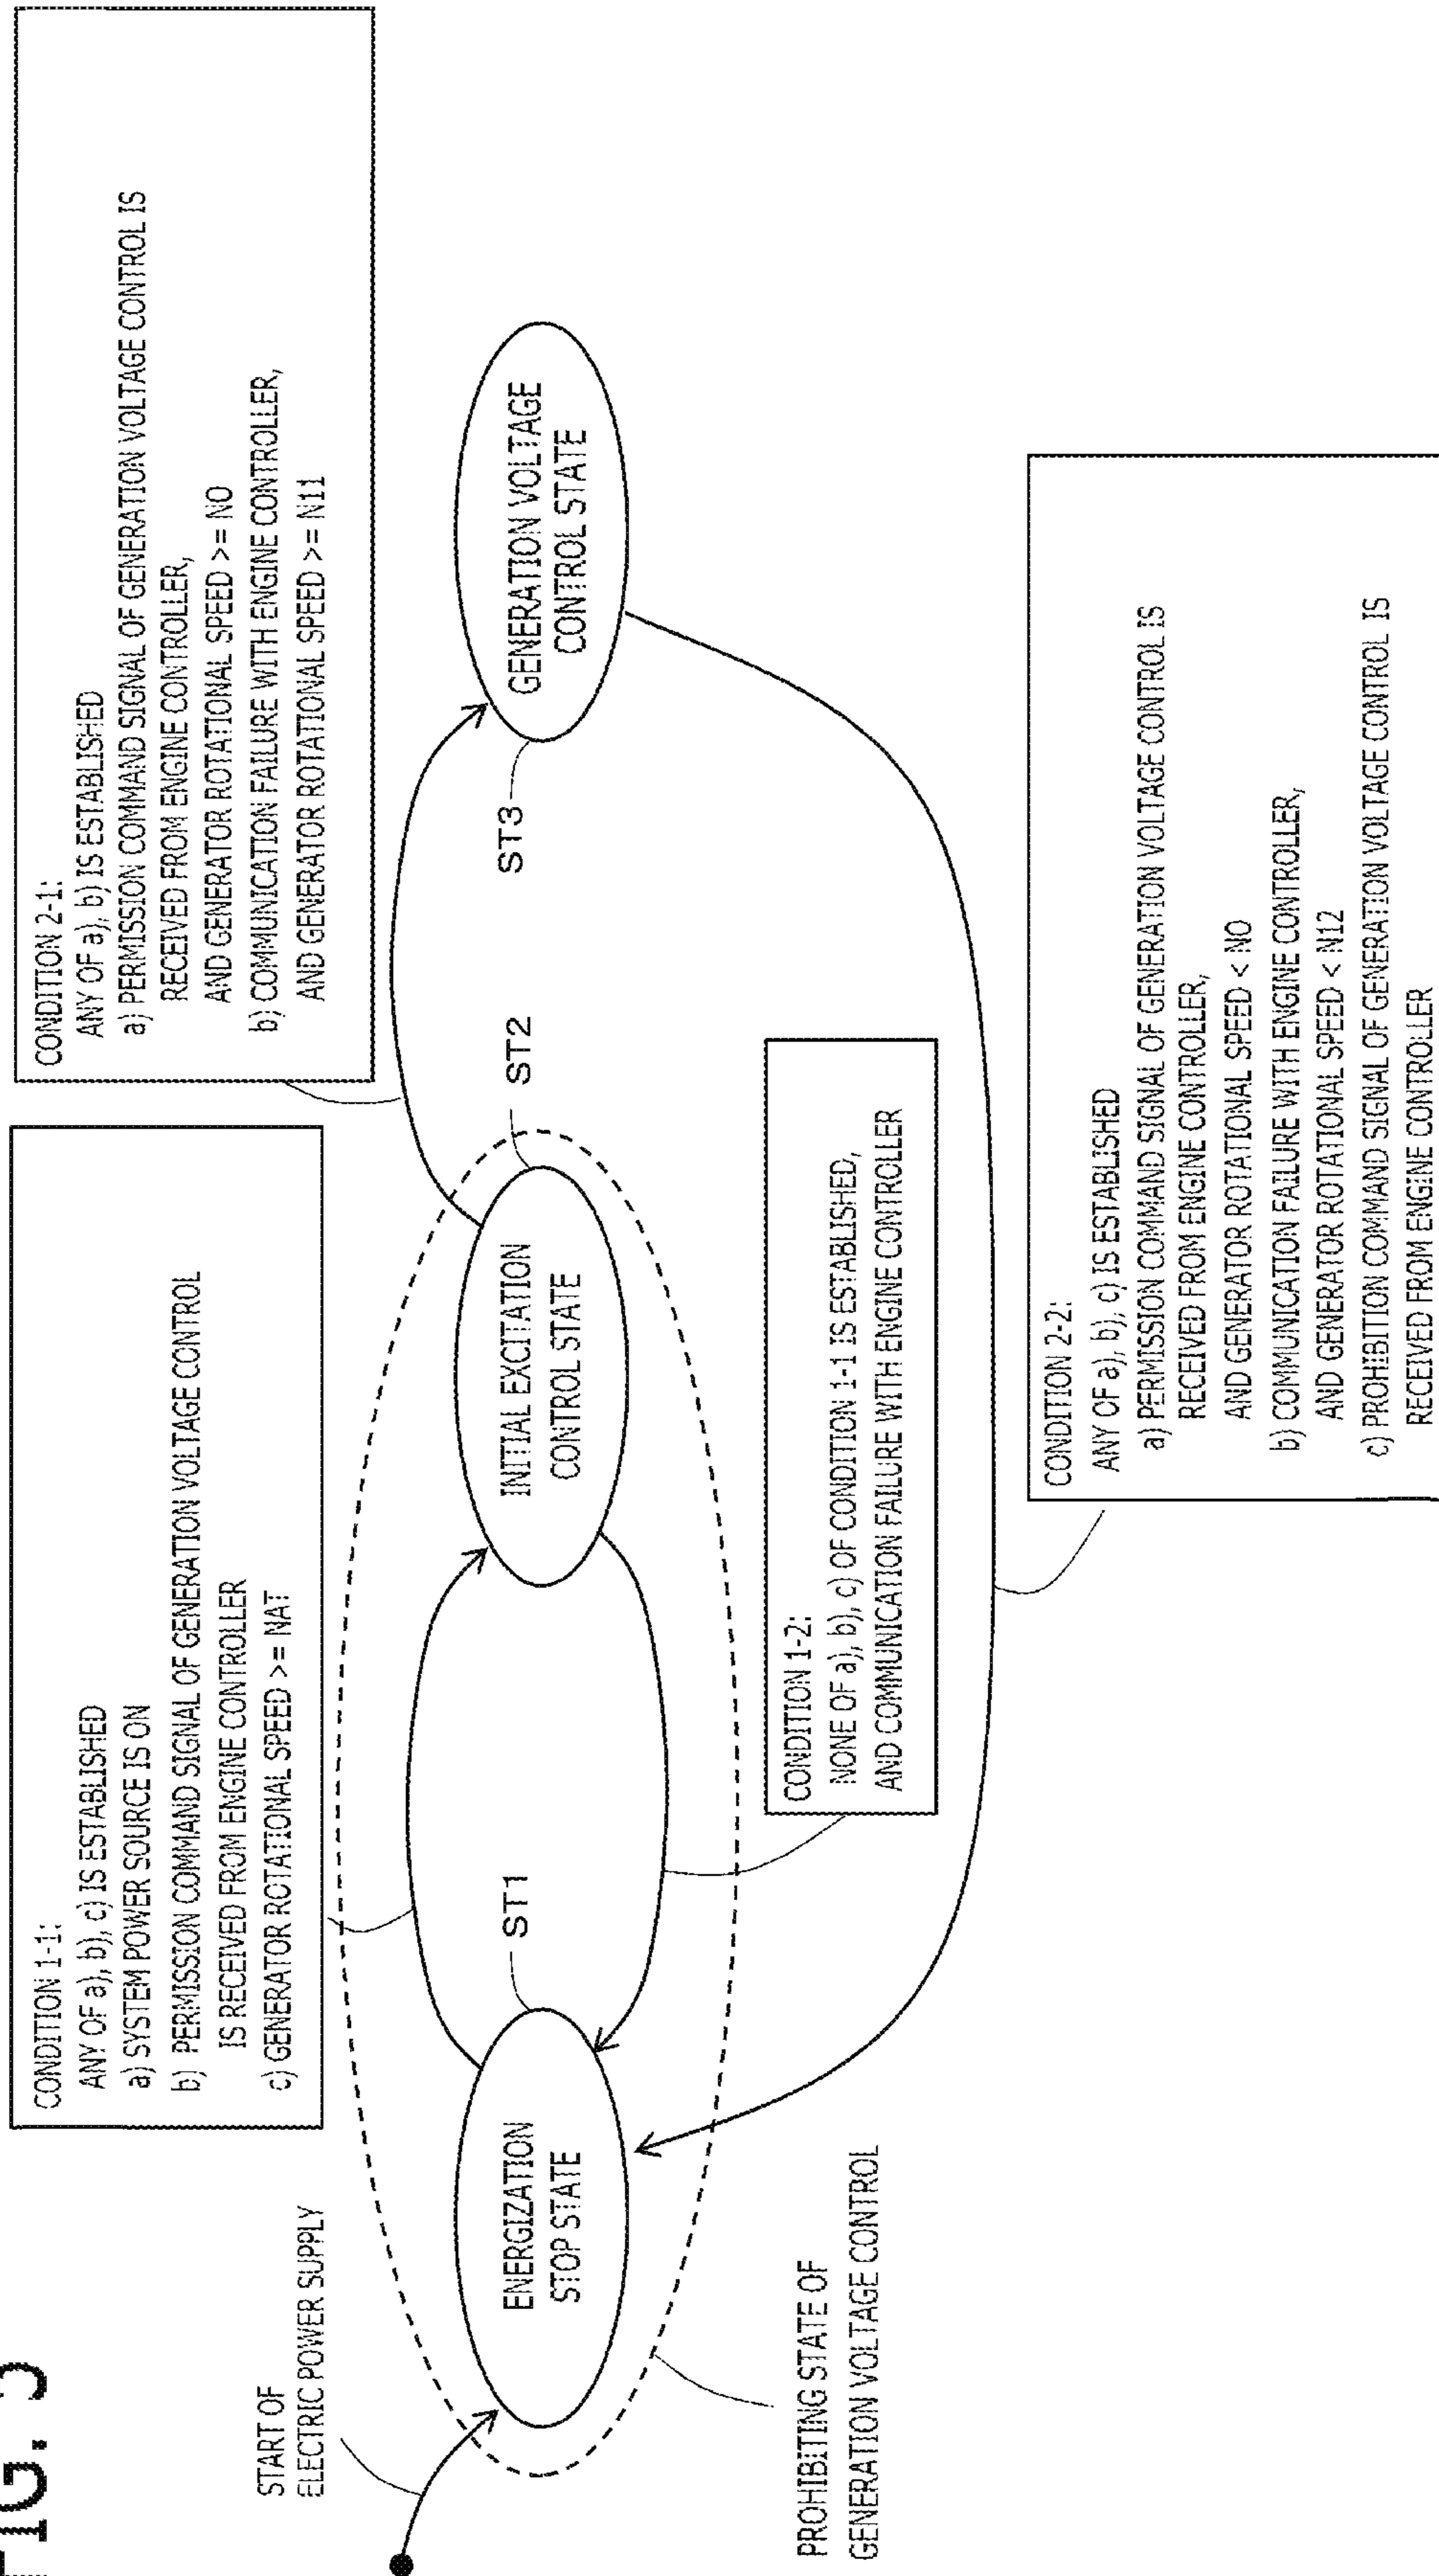 FIG. 5
CONDITION 1-1:
ANY OF a), b), c) IS ESTABLISHED
a) SYSTEM POWER SOURCE IS ON
b) PERMISSION COMMAND SIGNAL OF GENERATION VOLTAGE CONTROL
IS RECEIVED FROM ENGINE CONTROLLER
c) GENERATOR ROTATIONAL SPEED >= NAT
CONDITION 2-1:
ANY OF a), b) IS ESTABLISHED
a) PERMISSION COMMAND SIGNAL OF GENERATION VOLTAGE CONTROL IS
RECEIVED FROM ENGINE CONTROLLER,
AND GENERATOR ROTATIONAL SPEED >= N0
b) COMMUNICATION FAILURE WITH ENGINE CONTROLLER,
AND GENERATOR ROTATIONAL SPEED >= N11
START OF
ELECTRIC POWER SUPPLY
ENERGIZATION
STOP STATE
ST1
INITIAL EXCITATION
CONTROL STATE
ST2
GENERATION VOLTAGE
CONTROL STATE
ST3
PROHIBITING STATE OF
GENERATION VOLTAGE CONTROL
CONDITION 1-2:
NONE OF a), b), c) OF CONDITION 1-1 IS ESTABLISHED,
AND COMMUNICATION FAILURE WITH ENGINE CONTROLLER
CONDITION 2-2:
ANY OF a), b), c) IS ESTABLISHED
a) PERMISSION COMMAND SIGNAL OF GENERATION VOLTAGE CONTROL IS
RECEIVED FROM ENGINE CONTROLLER,
AND GENERATOR ROTATIONAL SPEED < N0
b) COMMUNICATION FAILURE WITH ENGINE CONTROLLER,
AND GENERATOR ROTATIONAL SPEED < N12
c) PROHIBITION COMMAND SIGNAL OF GENERATION VOLTAGE CONTROL IS
RECEIVED FROM ENGINE CONTROLLER